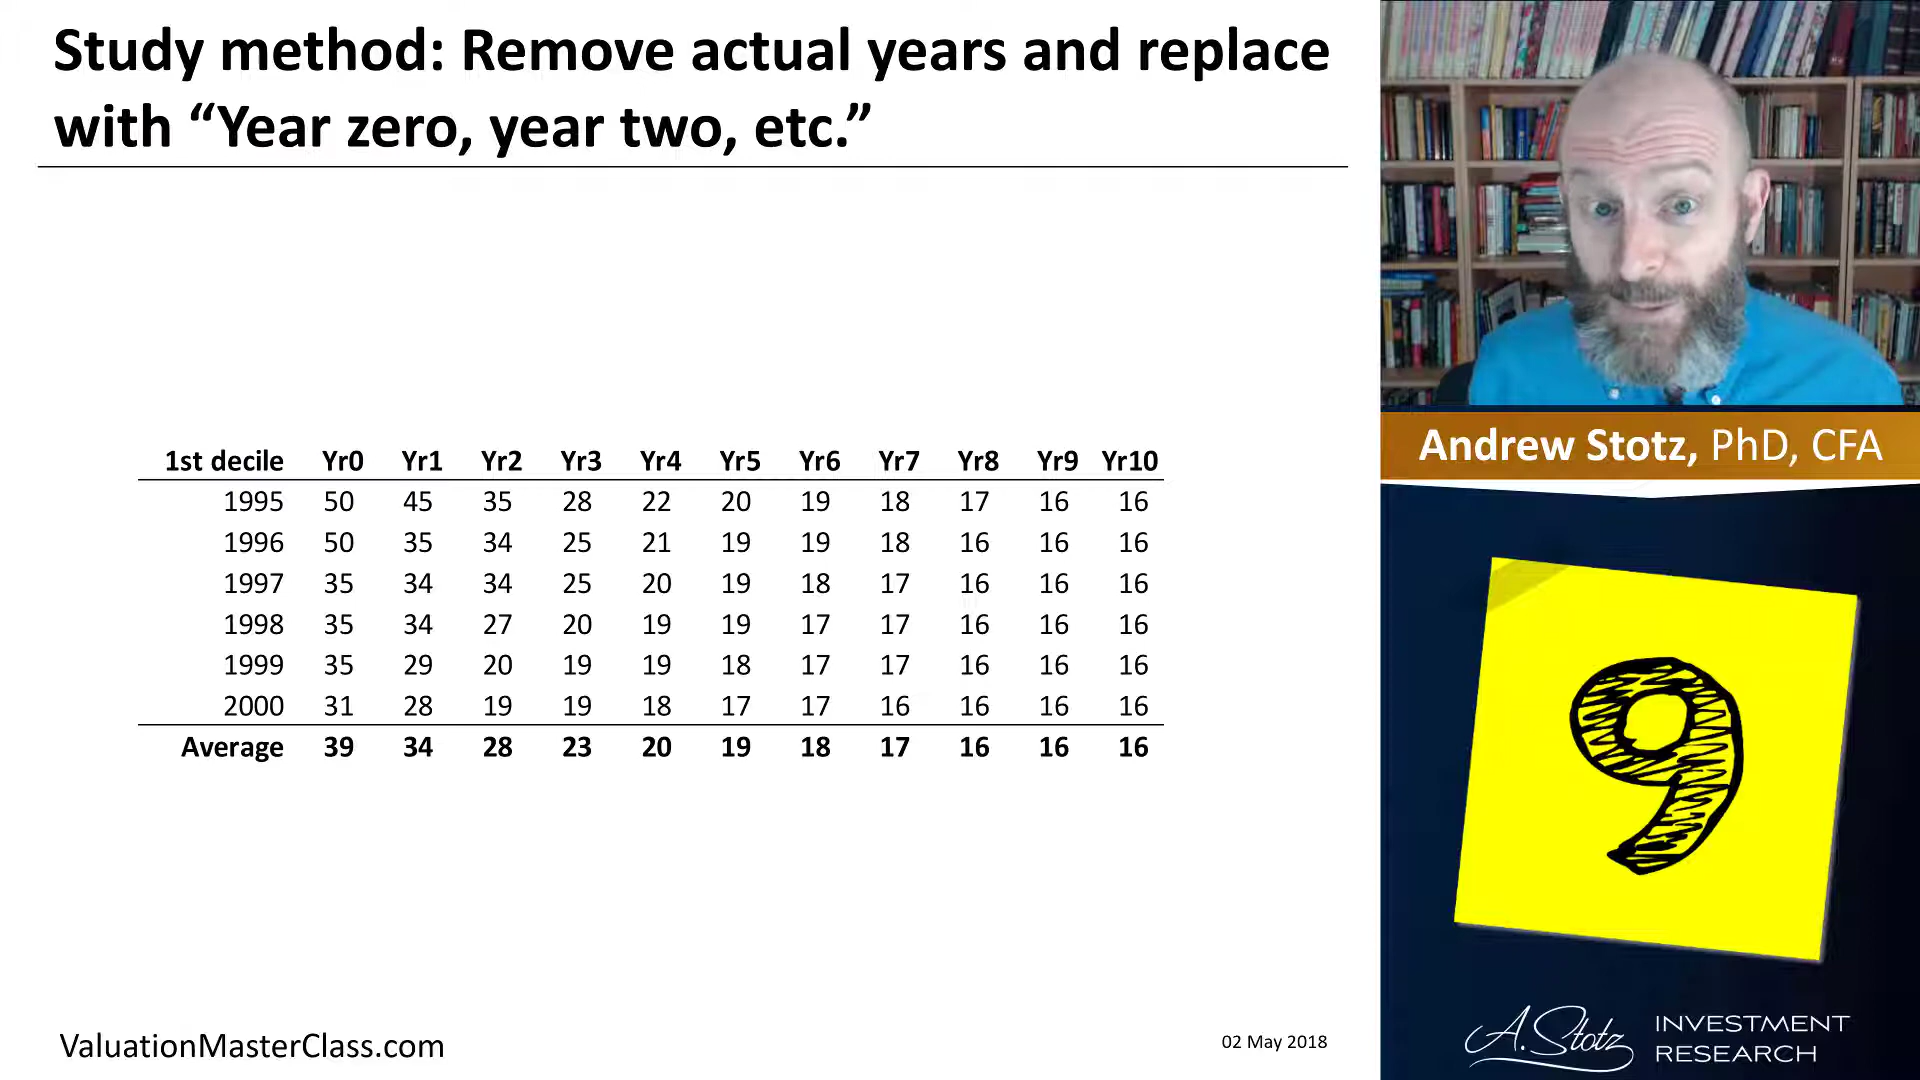 Study method: Remove actual years and replace
with “Year zero, year two, etc.”
1st decile Yr0 Yr1 Yr2 Yr3 Yr4 Yr5 Yr6 Yr7 Yr8 Yr9 Yr10
1995 50 45 35 28 22 20 19 18 17 16 16
1996 50 35 34 25 21 19 19 18 16 16 16
1997 35 34 34 25 20 19 18 17 16 16 16
1998 35 34 27 20 19 19 17 17 16 16 16
1999 35 29 20 19 19 18 17 17 16 16 16
2000 31 28 19 19 18 17 17 16 16 16 16
Average 39 34 28 23 20 19 18 17 16 16 16
ValuationMasterClass.com
02 May 2018
Andrew Stotz, PhD, CFA
9
A. Stotz
INVESTMENT
RESEARCH